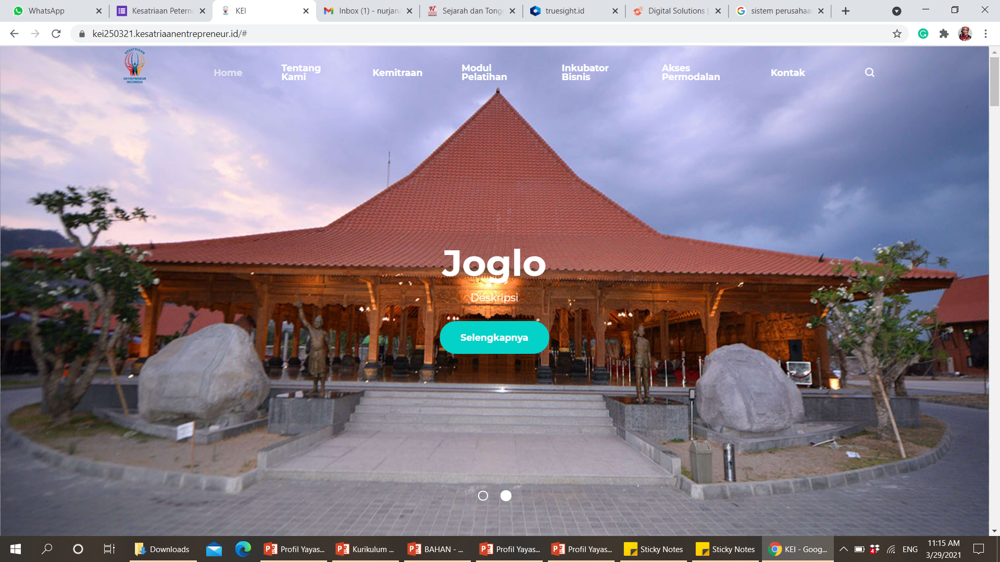 WhatsApp
Kesatriaan Petern
KEI
Inbox (1) - nurjan
Sejarah dan Tong
truesight.id
Digital Solutions |
sistem perusahaa
kei250321.kesatriaanentrepreneur.id/#
KESATRIAAN
ENTREPRENEUR
INDONESIA
Home
Tentang
Kami
Kemitraan
Modul
Pelatihan
Inkubator
Bisnis
Akses
Permodalan
Kontak
Joglo
Deskripsi
Selengkapnya
Downloads
Profil Yayas...
Kurikulum ...
BAHAN - ...
Profil Yayas...
Profil Yayas...
Sticky Notes
Sticky Notes
KEI - Goog...
4
ENG
11:15 AM
3/29/2021